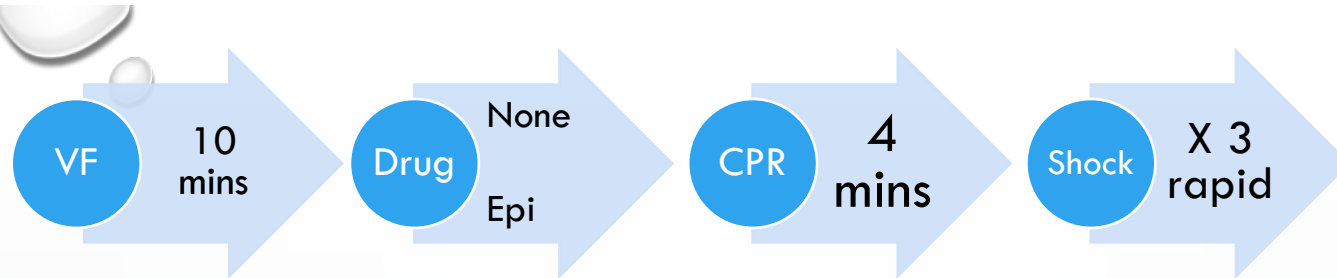 VF
10
mins
Drug
None
Epi
CPR
4
mins
Shock
X 3
rapid